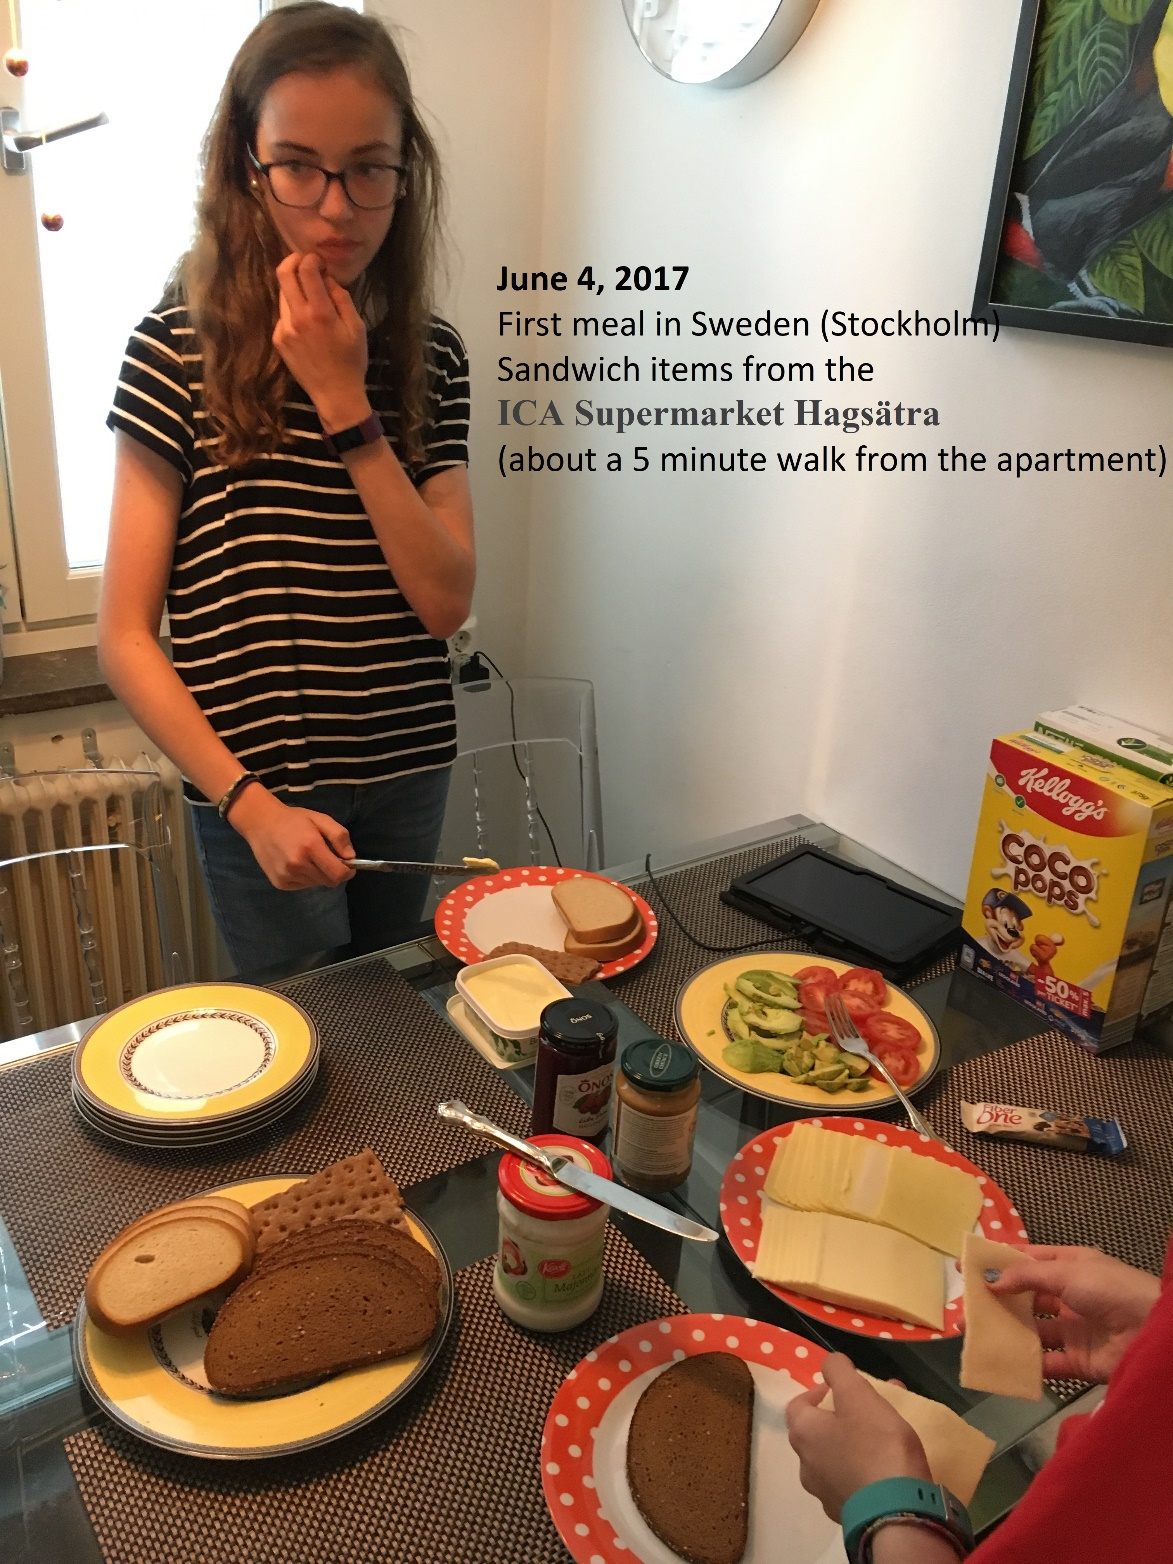 June 4, 2017
First meal in Sweden (Stockholm)
Sandwich items from the
ICA Supermarket Hagsätra
(about a 5 minute walk from the apartment)
Kellogg's
COCO
pops
-50%
TICKET
ÖNOS
ÖNOS
Fiber
One